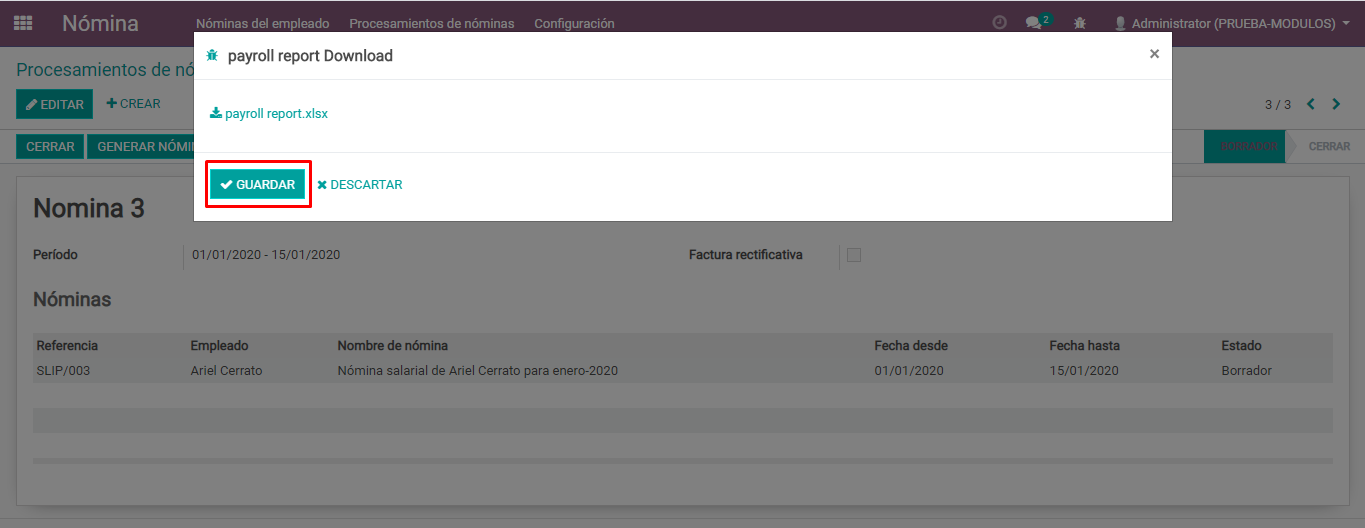 Nómina Nóminas del empleado Procesamientos de nóminas Configuración 2 Administrator (PRUEBA-MODULOS)
payroll report Download ×
Procesamientos de nó
EDITAR CREAR 3 / 3
payroll report.xlsx
CERRAR GENERAR NÓMI BORRADOR CERRAR
GUARDAR DESCARTAR
Nomina 3
Período 01/01/2020 - 15/01/2020 Factura rectificativa
Nóminas
Referencia Empleado Nombre de nómina Fecha desde Fecha hasta Estado
SLIP/003 Ariel Cerrato Nómina salarial de Ariel Cerrato para enero-2020 01/01/2020 15/01/2020 Borrador